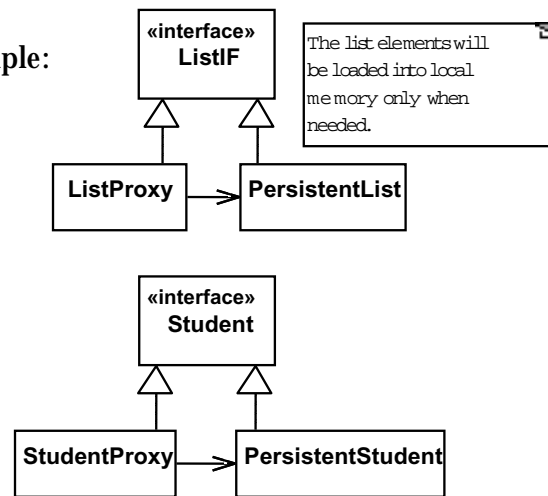 ple:
«interface»
ListIF
The list elements will
be loaded into local
memory only when
needed.
ListProxy
PersistentList
«interface»
Student
StudentProxy
PersistentStudent